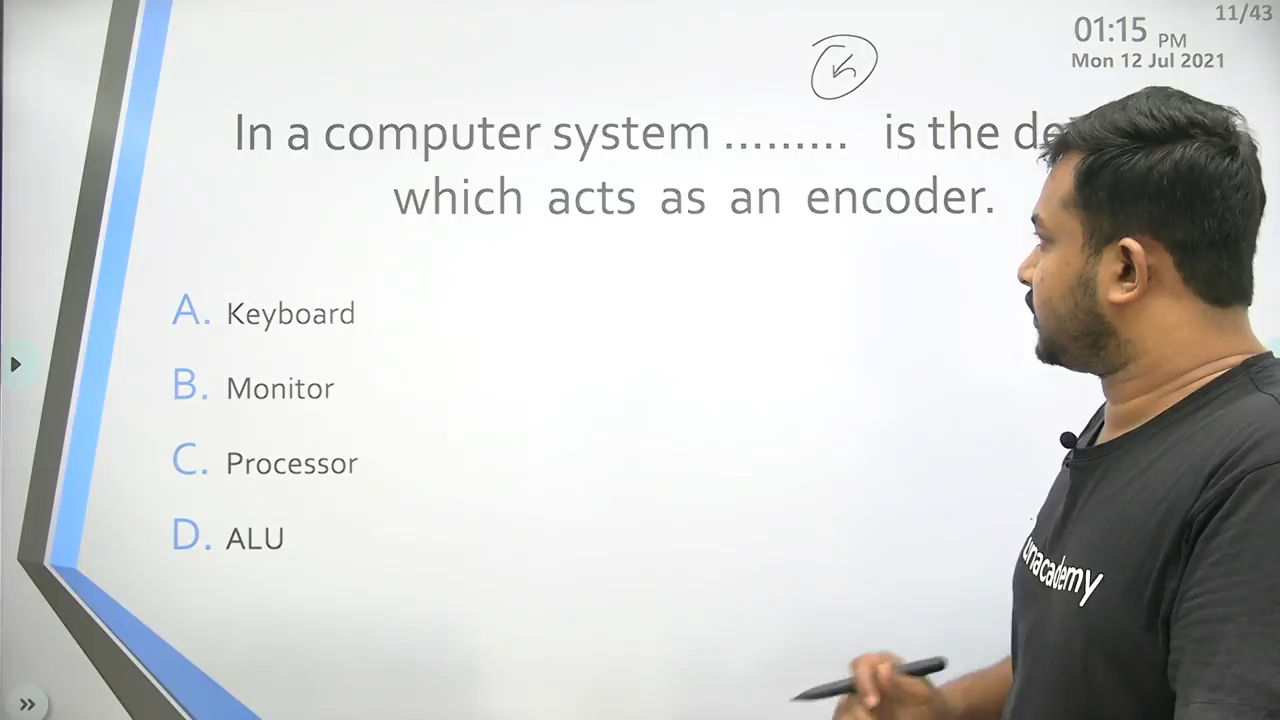 11/43
01:15 PM
Mon 12 Jul 2021
In a computer system ......... is the
which acts as an encoder.
A. Keyboard
B. Monitor
C. Processor
D. ALU
unacademy